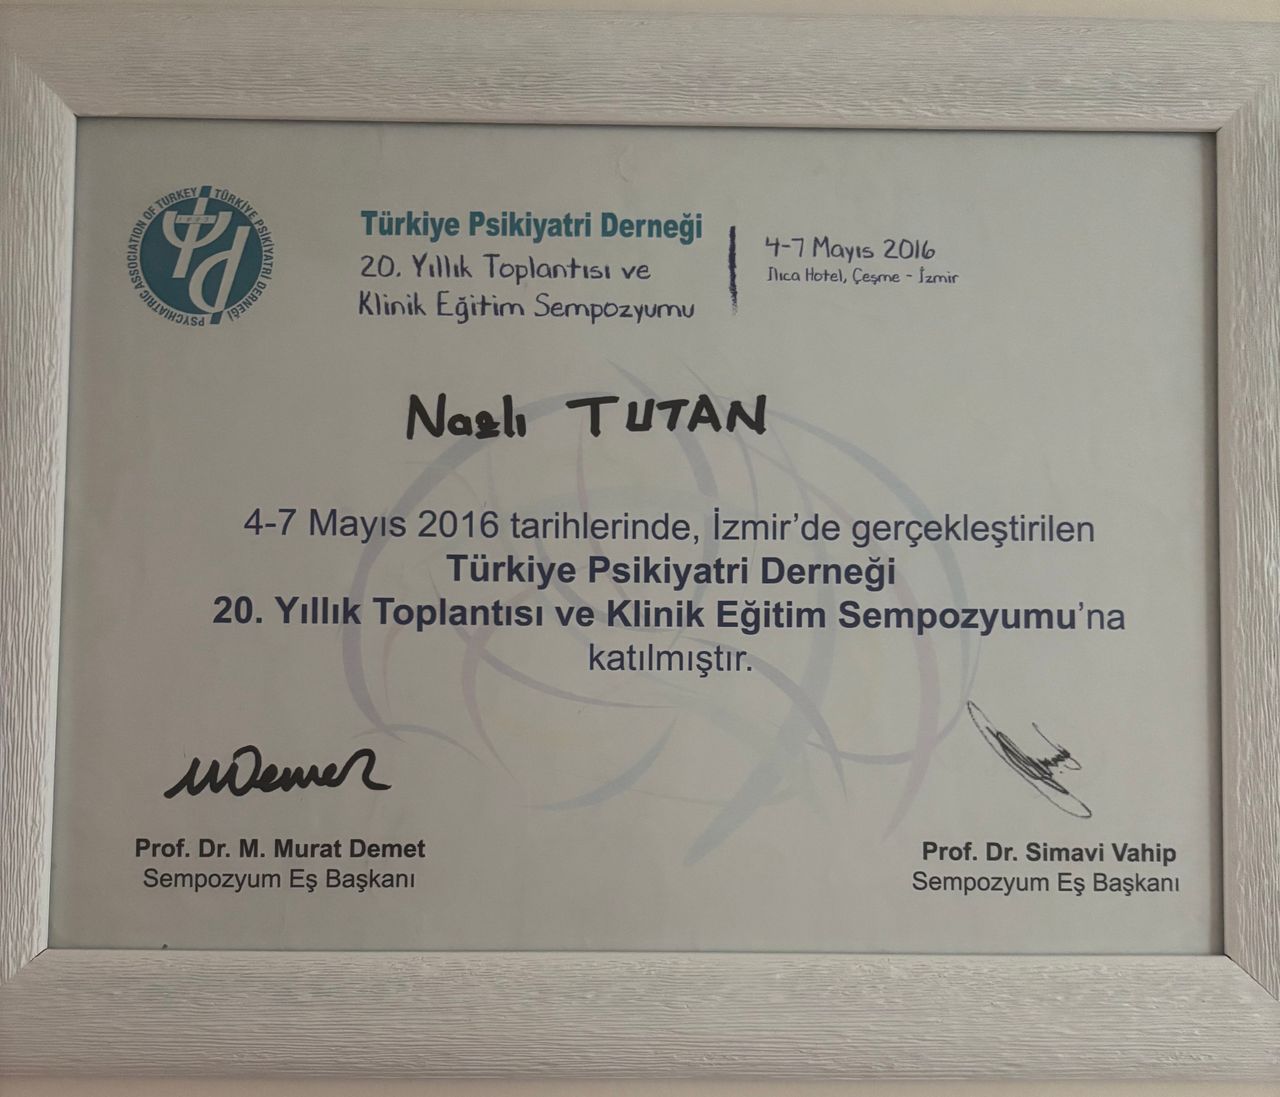 PSYCHIATRIC ASSOCIATION OF TURKEY
TÜRKİYE PSİKİYATRİ DERNEĞİ
Türkiye Psikiyatri Derneği
20. Yıllık Toplantısı ve
Klinik Eğitim Sempozyumu
4-7 Mayıs 2016
Ilıca Hotel, Çeşme - İzmir
Nazlı TUTAN
4-7 Mayıs 2016 tarihlerinde, İzmir'de gerçekleştirilen
Türkiye Psikiyatri Derneği
20. Yıllık Toplantısı ve Klinik Eğitim Sempozyumu'na
katılmıştır.
MDemet
Prof. Dr. M. Murat Demet
Sempozyum Eş Başkanı
Prof. Dr. Simavi Vahip
Sempozyum Eş Başkanı